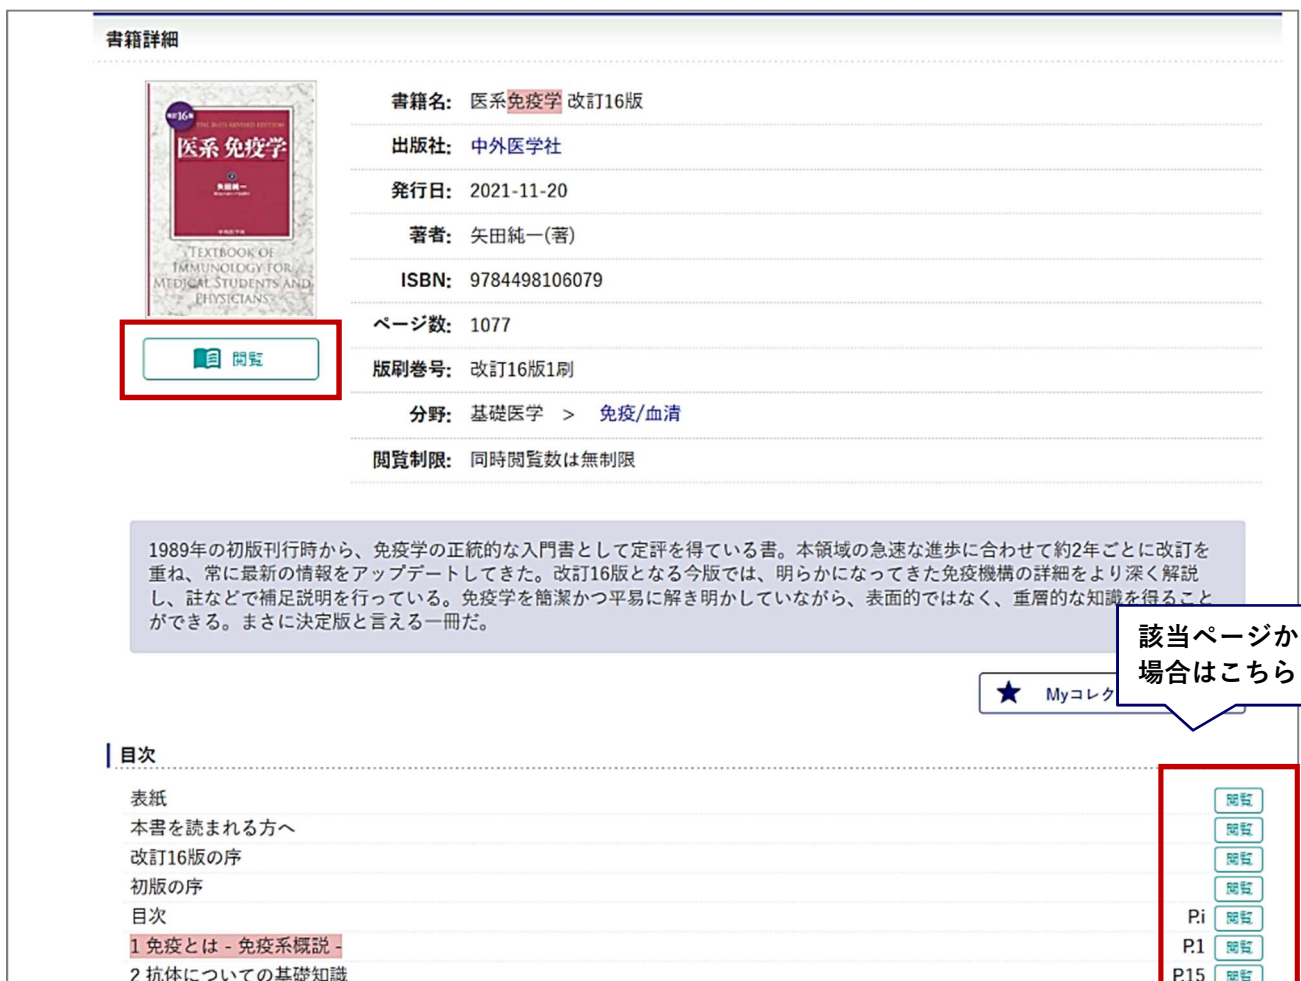 書籍詳細
改訂16版
THE 16TH REVISED EDITION
医系 免疫学
矢田純一
中外医学社
TEXTBOOK OF
IMMUNOLOGY FOR
MEDICAL STUDENTS AND
PHYSICIANS
閲覧
書籍名: 医系免疫学 改訂16版
出版社: 中外医学社
発行日: 2021-11-20
著者: 矢田純一(著)
ISBN: 9784498106079
ページ数: 1077
版刷巻号: 改訂16版1刷
分野: 基礎医学 > 免疫/血清
閲覧制限: 同時閲覧数は無制限
1989年の初版刊行時から、免疫学の正統的な入門書として定評を得ている書。本領域の急速な進歩に合わせて約2年ごとに改訂を
重ね、常に最新の情報をアップデートしてきた。改訂16版となる今版では、明らかになってきた免疫機構の詳細をより深く解説
し、註などで補足説明を行っている。免疫学を簡潔かつ平易に解き明かしていながら、表面的ではなく、重層的な知識を得ること
ができる。まさに決定版と言える一冊だ。
該当ページか
場合はこちら
★ Myコレク
目次
表紙 閲覧
本書を読まれる方へ 閲覧
改訂16版の序 閲覧
初版の序 閲覧
目次 P.i 閲覧
1 免疫とは - 免疫系概説 - P.1 閲覧
2 抗体についての基礎知識 P.15 閲覧